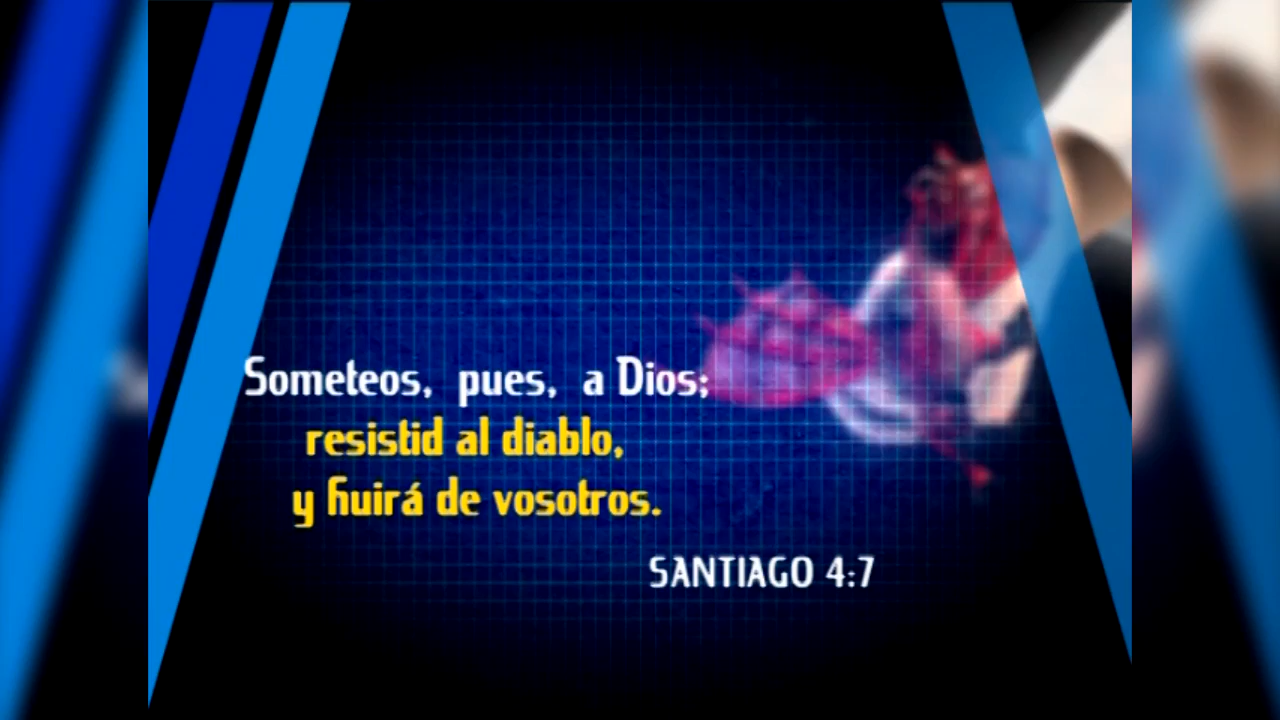 Someteos, pues, a Dios;
resistid al diablo,
y huirá de vosotros.
SANTIAGO 4:7